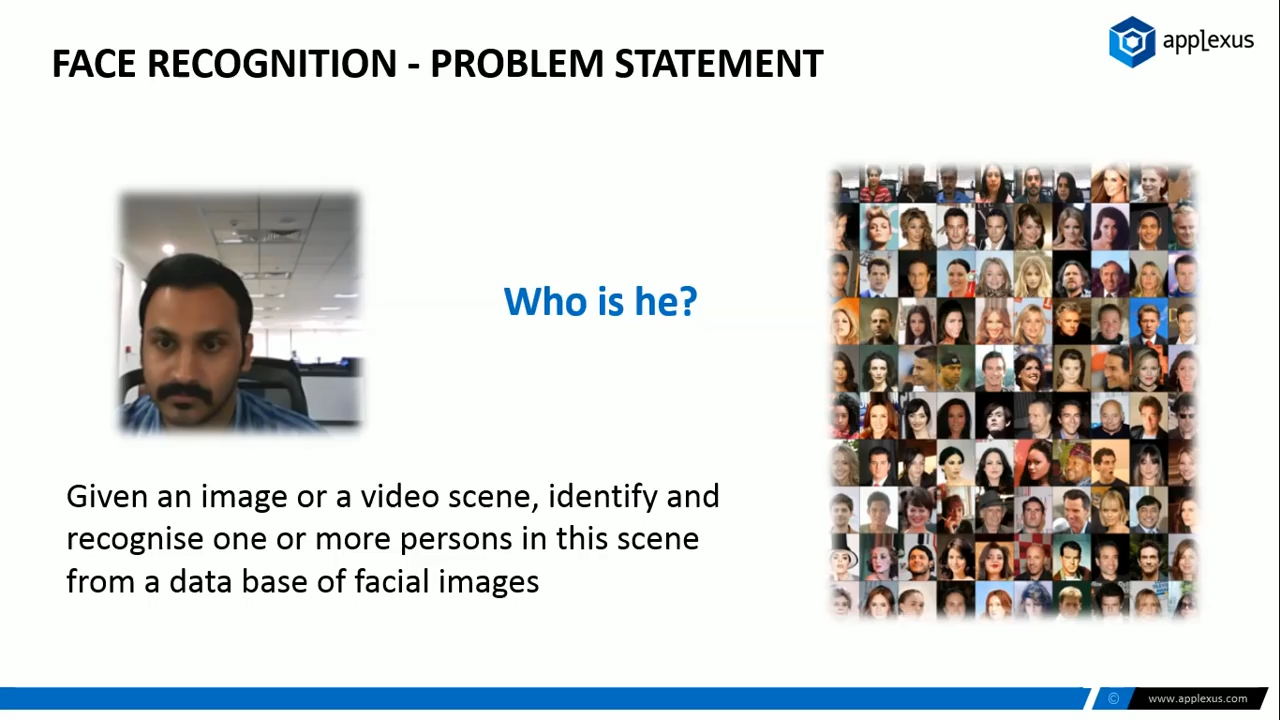 FACE RECOGNITION - PROBLEM STATEMENT
applexus
Who is he?
Given an image or a video scene, identify and
recognise one or more persons in this scene
from a data base of facial images
© www.applexus.com